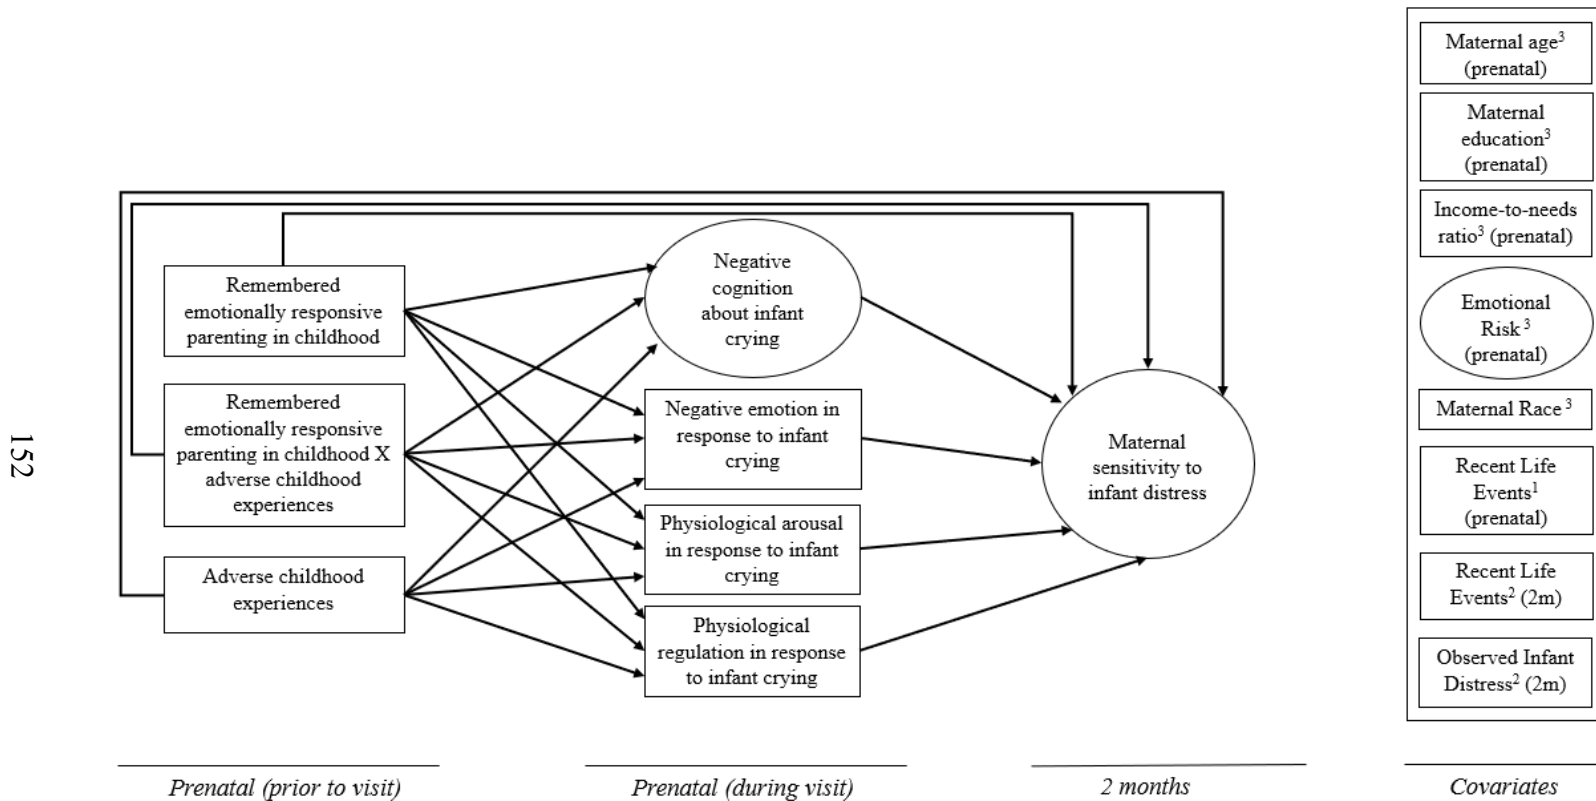 152
Remembered
emotionally responsive
parenting in childhood
Remembered
emotionally responsive
parenting in childhood X
adverse childhood
experiences
Adverse childhood
experiences
Negative
cognition
about infant
crying
Negative emotion in
response to infant
crying
Physiological arousal
in response to infant
crying
Physiological
regulation in response
to infant crying
Maternal
sensitivity to
infant distress
Maternal age³
(prenatal)
Maternal
education³
(prenatal)
Income-to-needs
ratio³ (prenatal)
Emotional
Risk ³
(prenatal)
Maternal Race ³
Recent Life
Events¹
(prenatal)
Recent Life
Events² (2m)
Observed Infant
Distress² (2m)
Prenatal (prior to visit)
Prenatal (during visit)
2 months
Covariates